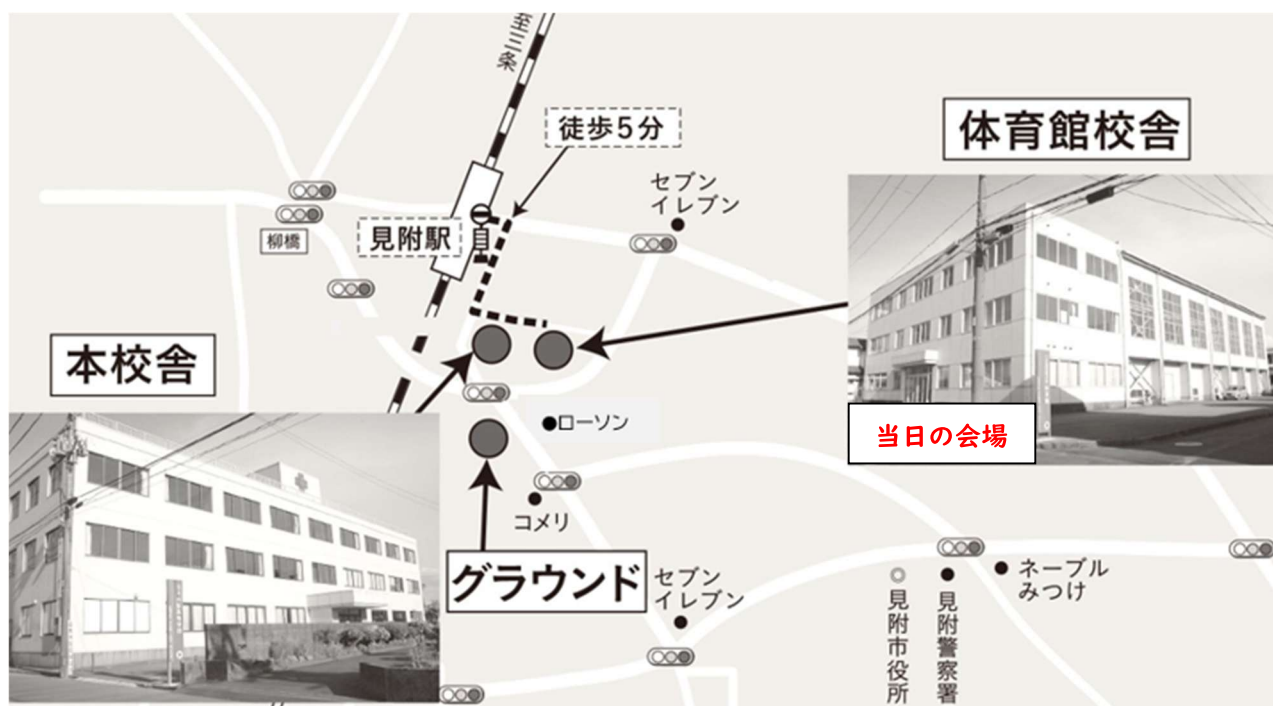 至三条
徒歩5分
体育館校舎
セブン
イレブン
見附駅
柳橋
本校舎
当日の会場
ローソン
コメリ
グラウンド
セブン
イレブン
ネーブル
みつけ
見附市役所
見附警察署